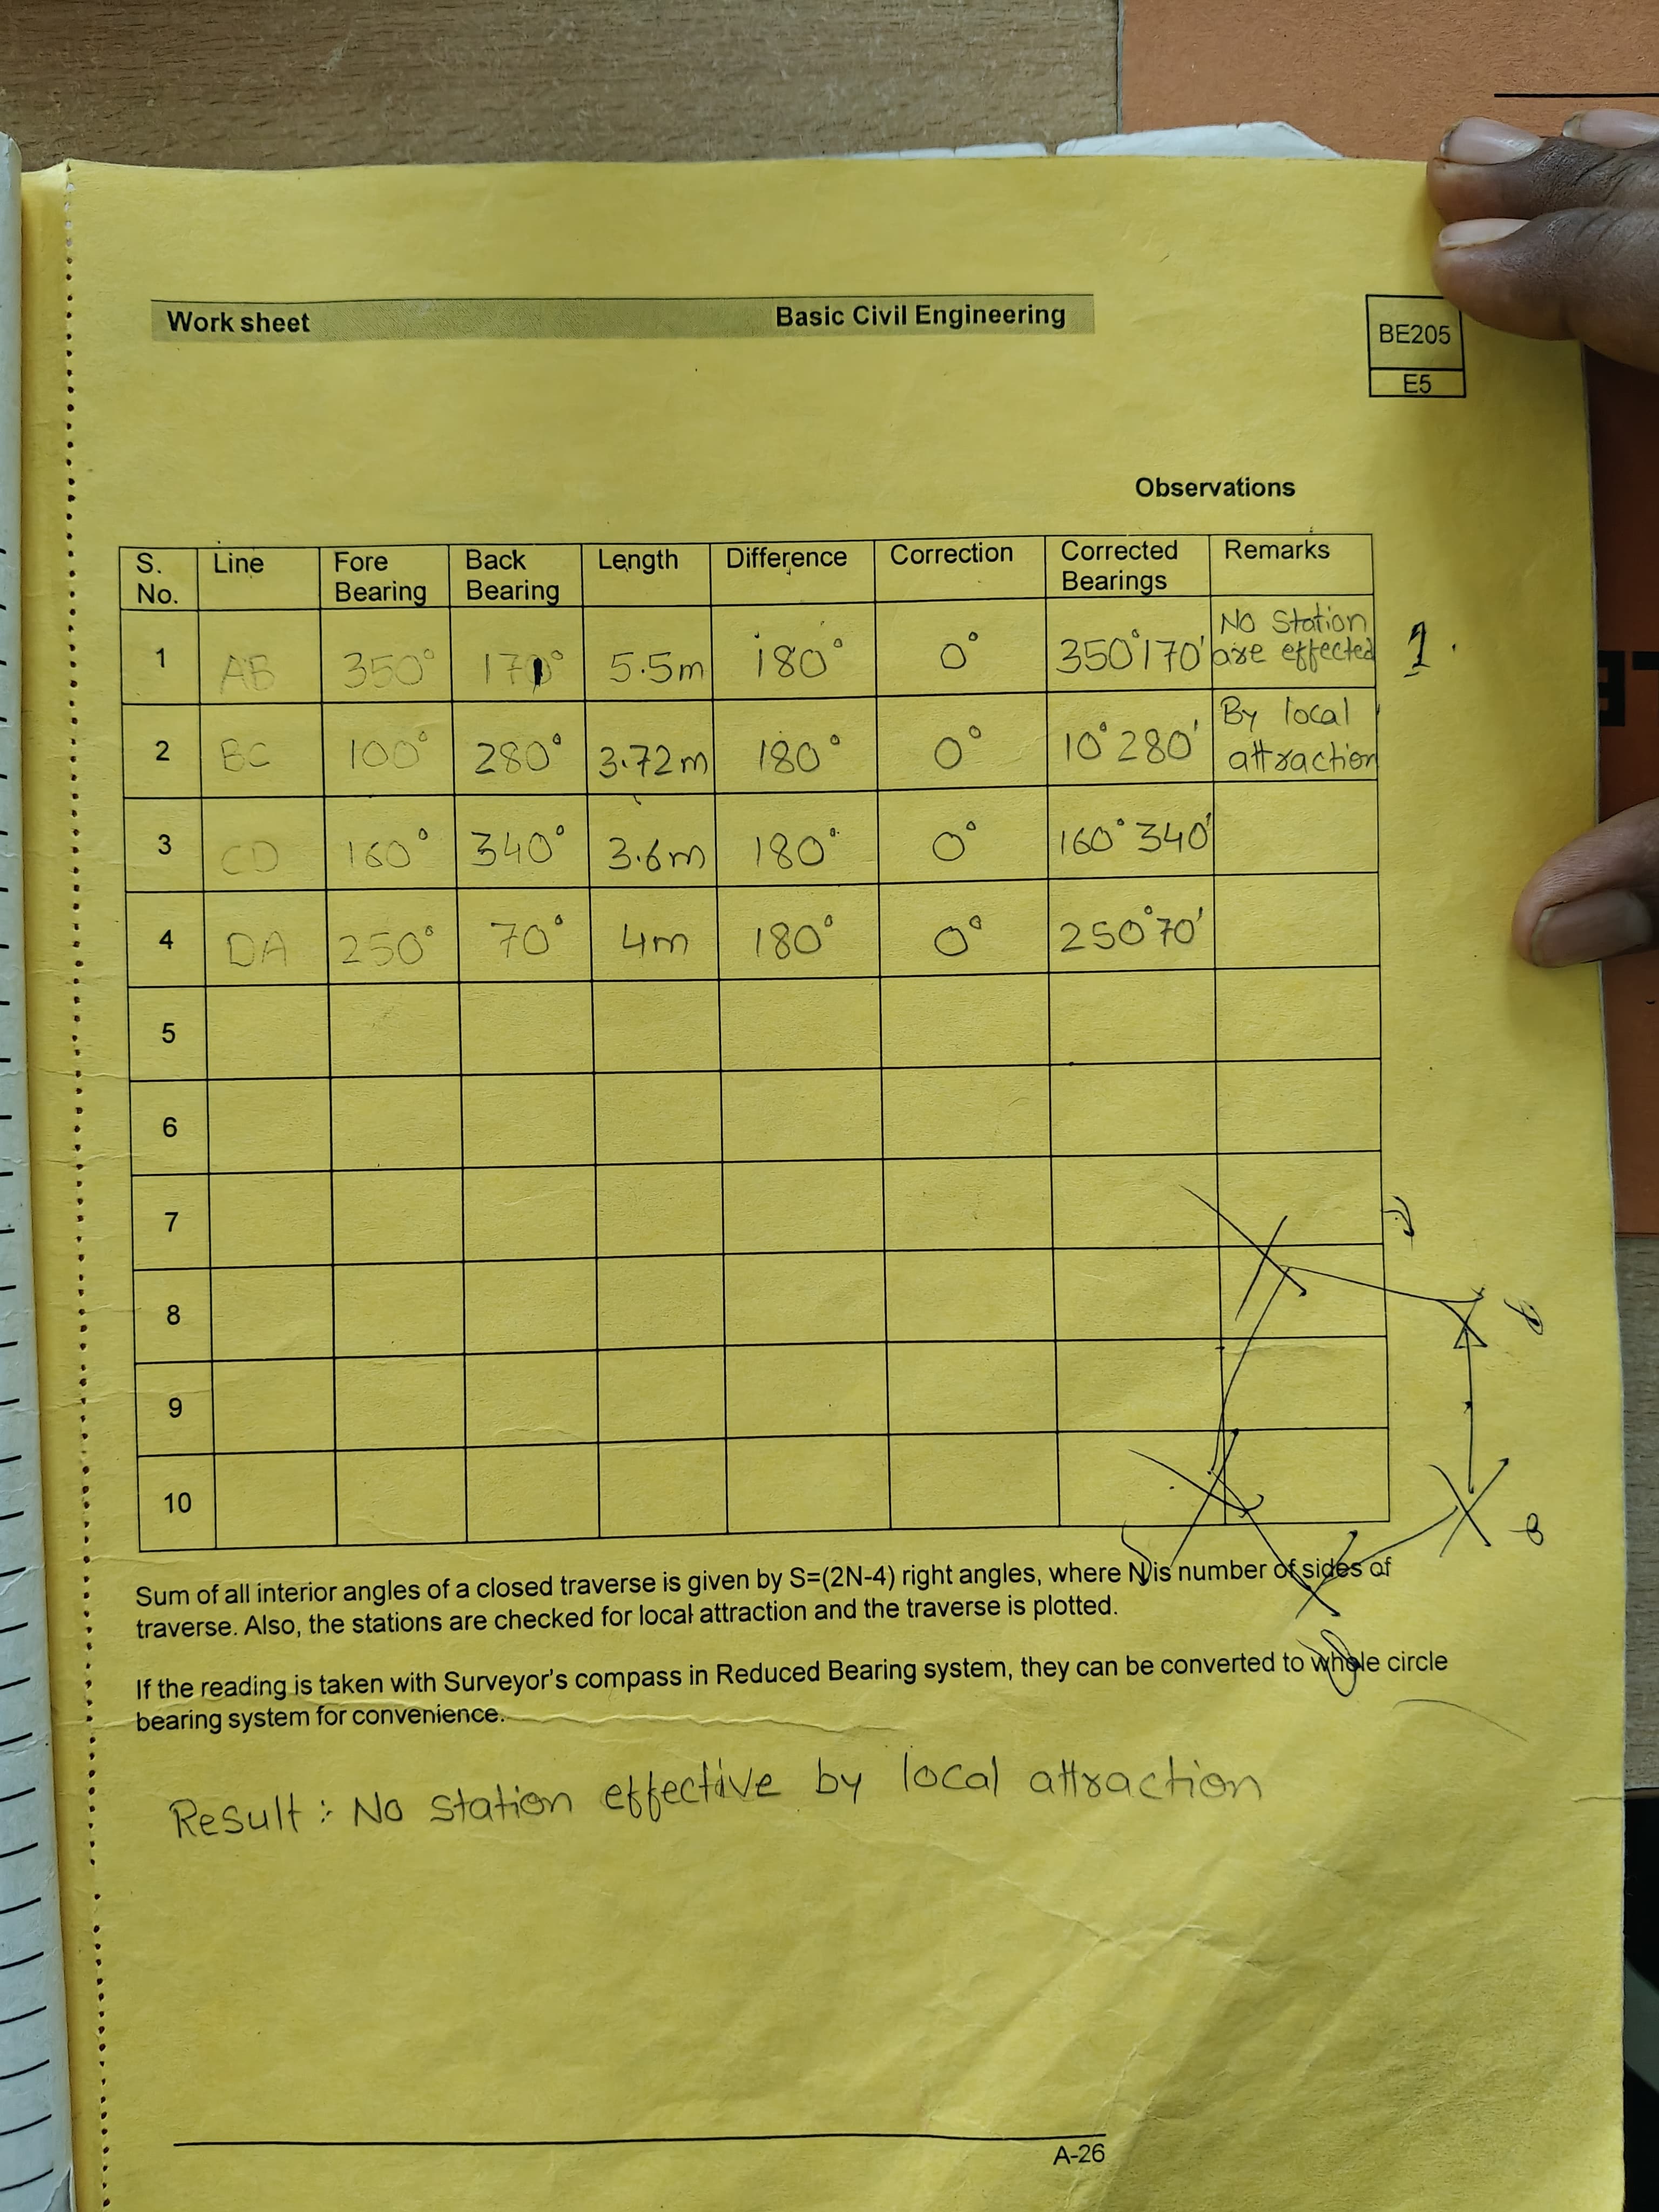 Work sheet Basic Civil Engineering
BE205
E5
Observations
S. No. Line Fore Bearing Back Bearing Length Difference Correction Corrected Bearings Remarks
1 AB 350° 170° 5.5m 180° 0° 350°170' No Station are effected
2 BC 100° 280° 3.72m 180° 0° 10°280' By local attraction
3 CD 160° 340° 3.6m 180° 0° 160°340'
4 DA 250° 70° 4m 180° 0° 250°70'
5
6
7
8
9
10
Sum of all interior angles of a closed traverse is given by S=(2N-4) right angles, where N is number of sides of
traverse. Also, the stations are checked for local attraction and the traverse is plotted.
If the reading is taken with Surveyor's compass in Reduced Bearing system, they can be converted to whole circle
bearing system for convenience.
Result : No station effective by local attraction
A-26